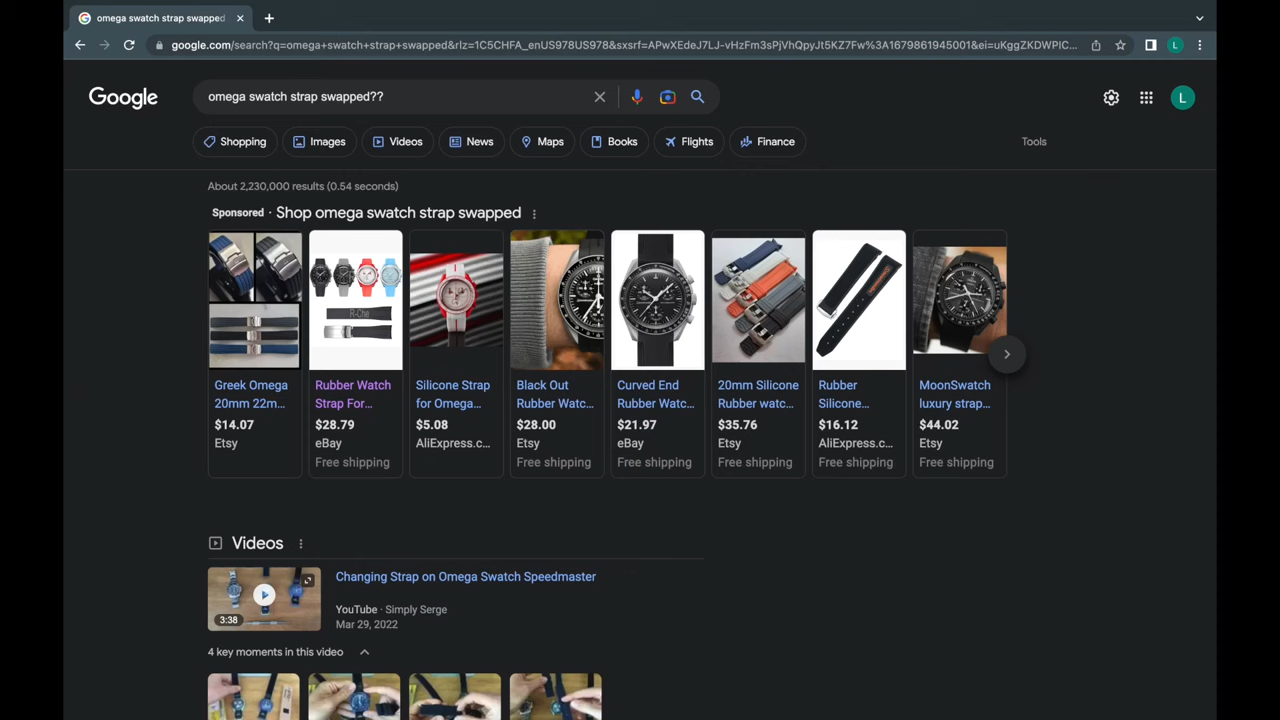 omega swatch strap swapped
google.com/search?q=omega+swatch+strap+swapped&rlz=1C5CHFA_enUS978US978&sxsrf=APwXEdeJ7LJ-vHzFm3sPjVhQpyJt5KZ7Fw%3A1679861945001&ei=uKggZKDWPIC...
L
Google
omega swatch strap swapped??
L
Shopping
Images
Videos
News
Maps
Books
Flights
Finance
Tools
About 2,230,000 results (0.54 seconds)
Sponsored · Shop omega swatch strap swapped
R-Che
Greek Omega
20mm 22m...
$14.07
Etsy
Rubber Watch
Strap For...
$28.79
eBay
Free shipping
Silicone Strap
for Omega...
$5.08
AliExpress.c...
Black Out
Rubber Watc...
$28.00
Etsy
Free shipping
Curved End
Rubber Watc...
$21.97
eBay
Free shipping
20mm Silicone
Rubber watc...
$35.76
Etsy
Free shipping
Rubber
Silicone...
$16.12
AliExpress.c...
Free shipping
MoonSwatch
luxury strap...
$44.02
Etsy
Free shipping
Videos
3:38
Changing Strap on Omega Swatch Speedmaster
YouTube · Simply Serge
Mar 29, 2022
4 key moments in this video